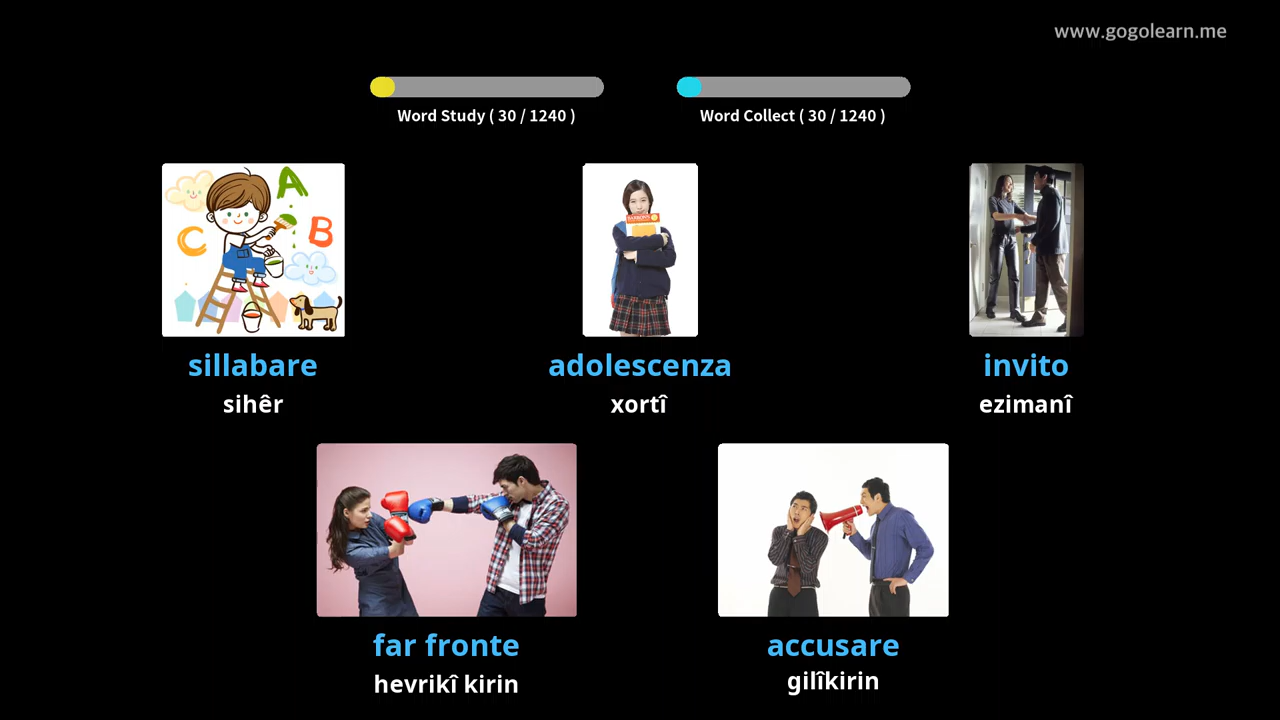 www.gogolearn.me
Word Study ( 30 / 1240 )
Word Collect ( 30 / 1240 )
A
B
C
sillabare
sihêr
adolescenza
xortî
invito
ezimanî
far fronte
hevrikî kirin
accusare
gilîkirin